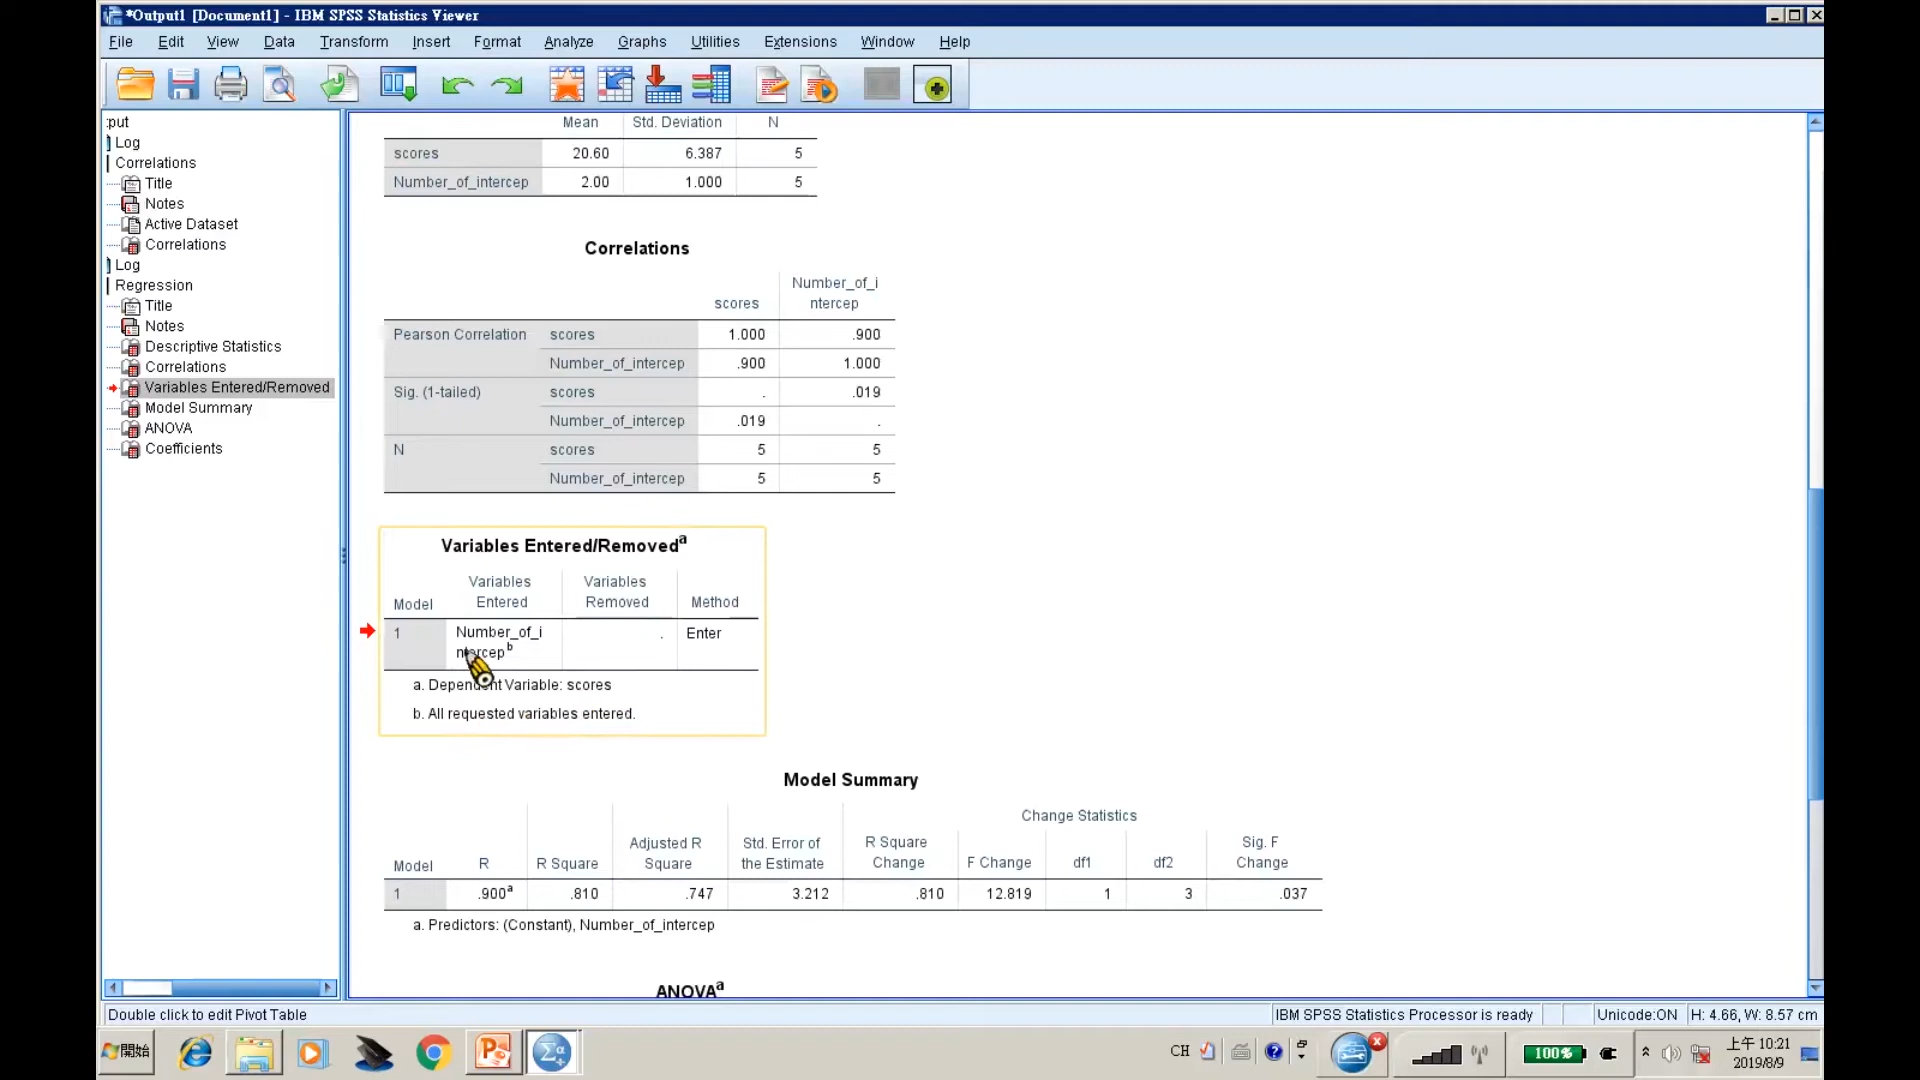 *Output1 [Document1] - IBM SPSS Statistics Viewer
File Edit View Data Transform Insert Format Analyze Graphs Utilities Extensions Window Help
:put
Log
Correlations
Title
Notes
Active Dataset
Correlations
Log
Regression
Title
Notes
Descriptive Statistics
Correlations
Variables Entered/Removed
Model Summary
ANOVA
Coefficients
Mean Std. Deviation N
scores 20.60 6.387 5
Number_of_intercep 2.00 1.000 5
Correlations
scores Number_of_i
ntercep
Pearson Correlation scores 1.000 .900
Number_of_intercep .900 1.000
Sig. (1-tailed) scores . .019
Number_of_intercep .019 .
N scores 5 5
Number_of_intercep 5 5
Variables Entered/Removedᵃ
Variables Variables
Model Entered Removed Method
1 Number_of_i . Enter
ntercepᵇ
a. Dependent Variable: scores
b. All requested variables entered.
Model Summary
Change Statistics
Adjusted R Std. Error of R Square Sig. F
Model R R Square Square the Estimate Change F Change df1 df2 Change
1 .900ᵃ .810 .747 3.212 .810 12.819 1 3 .037
a. Predictors: (Constant), Number_of_intercep
ANOVAᵃ
Double click to edit Pivot Table IBM SPSS Statistics Processor is ready Unicode:ON H: 4.66, W: 8.57 cm
開始 CH 100% 上午 10:21
2019/8/9